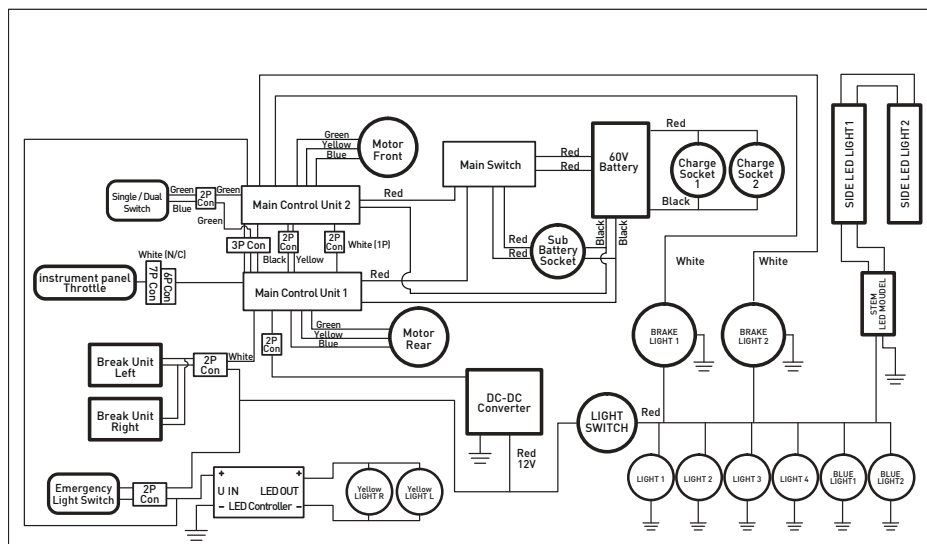 Green
Yellow
Blue
Motor
Front
Main Switch
Red
Red
60V
Battery
Red
Black
Charge
Socket
1
Charge
Socket
2
SIDE LED LIGHT1
SIDE LED LIGHT2
Single / Dual
Switch
Green
Blue
2P
Con
Green
Green
Main Control Unit 2
Red
3P Con
2P
Con
Black
Yellow
2P
Con
White (1P)
Red
Red
Sub
Battery
Socket
Black
Black
White
White
instrument panel
Throttle
White (N/C)
7P Con
6P Con
Main Control Unit 1
Red
2P
Con
Green
Yellow
Blue
Motor
Rear
BRAKE
LIGHT 1
BRAKE
LIGHT 2
STEM
LED MOUDEL
Break Unit
Left
Break Unit
Right
2P
Con
White
DC-DC
Converter
Red
12V
LIGHT
SWITCH
Red
Emergency
Light Switch
2P
Con
+
+
U IN
LED OUT
−
−
LED Controller
Yellow
LIGHT R
Yellow
LIGHT L
LIGHT 1
LIGHT 2
LIGHT 3
LIGHT 4
BLUE
LIGHT1
BLUE
LIGHT2